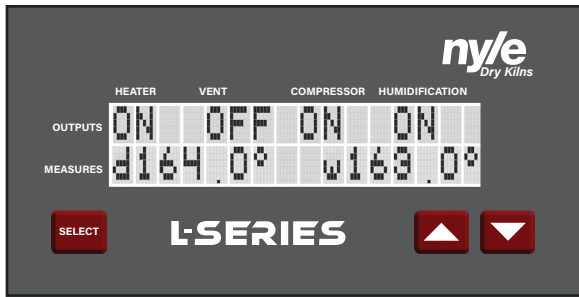 nyle
Dry Kilns
HEATER VENT COMPRESSOR HUMIDIFICATION
OUTPUTS ON OFF ON ON
MEASURES d164.0° w163.0°
SELECT L-SERIES